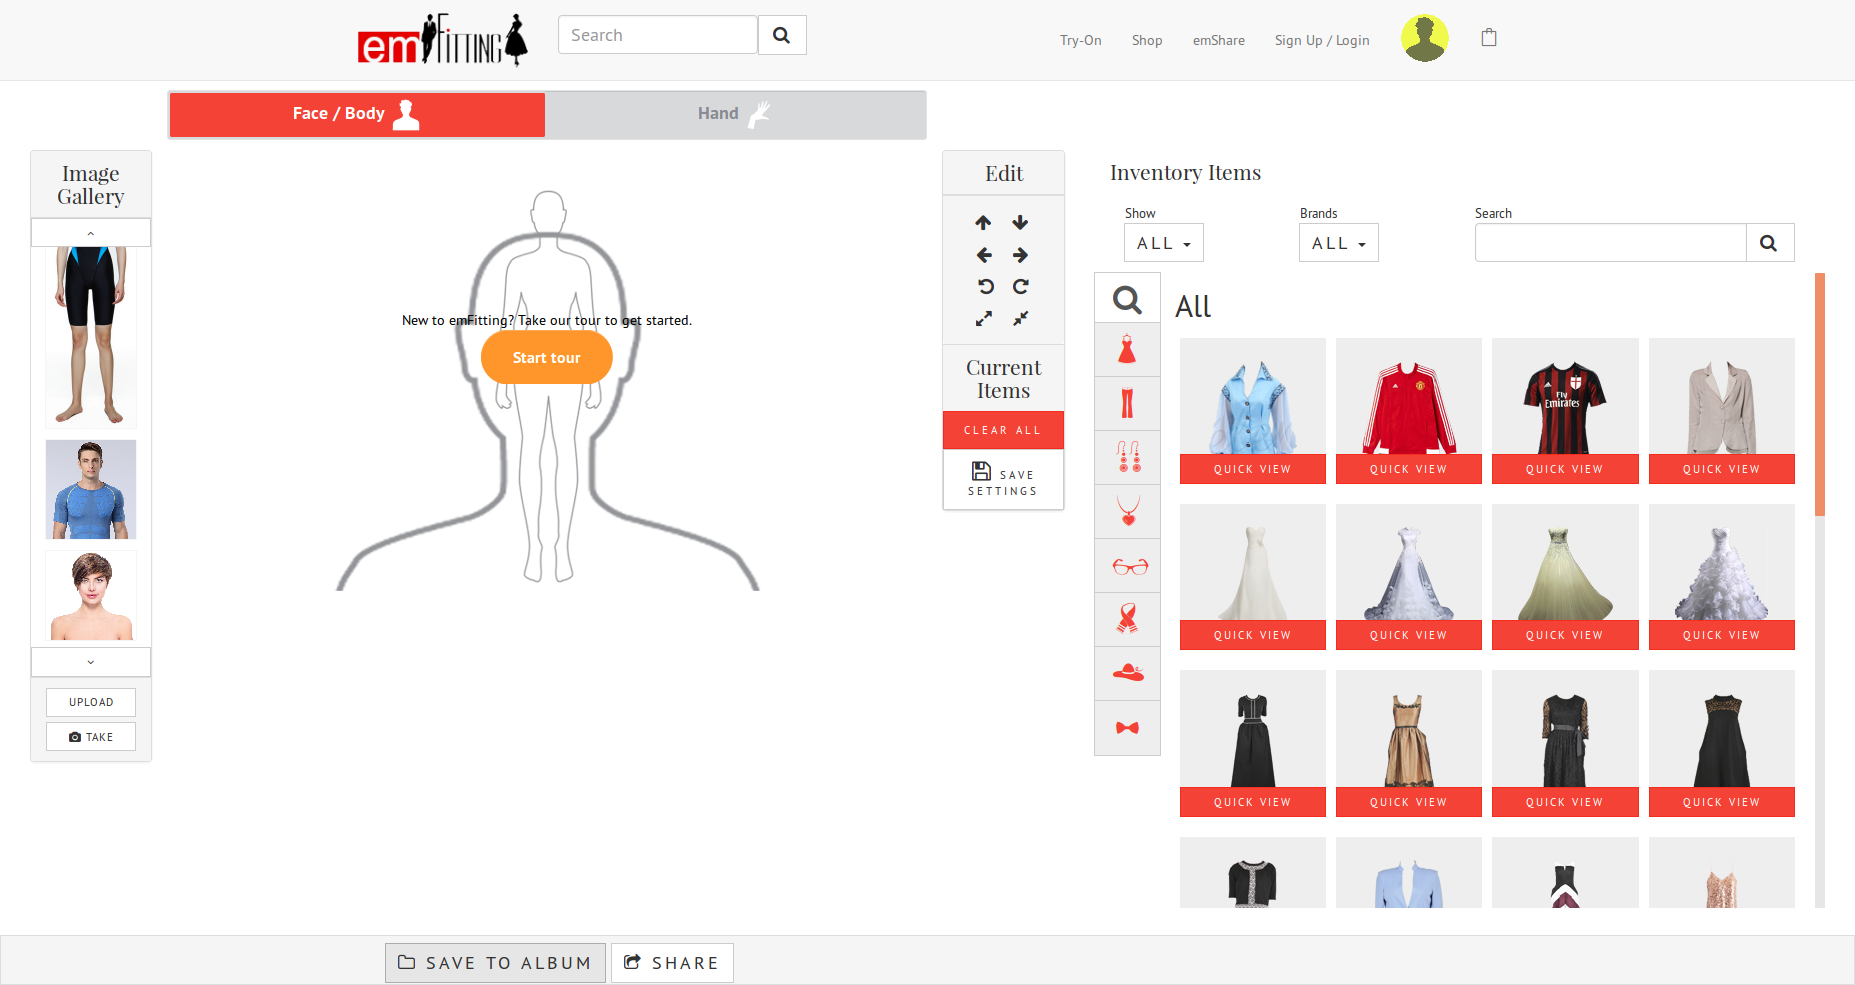 emFITTING
Search
Try-On
Shop
emShare
Sign Up / Login
Face / Body
Hand
Image
Gallery
UPLOAD
TAKE
New to emFitting? Take our tour to get started.
Start tour
Edit
Current
Items
CLEAR ALL
SAVE
SETTINGS
Inventory Items
Show
Brands
Search
ALL
ALL
All
Fly
Emirates
QUICK VIEW
QUICK VIEW
QUICK VIEW
QUICK VIEW
QUICK VIEW
QUICK VIEW
QUICK VIEW
QUICK VIEW
QUICK VIEW
QUICK VIEW
QUICK VIEW
QUICK VIEW
SAVE TO ALBUM
SHARE